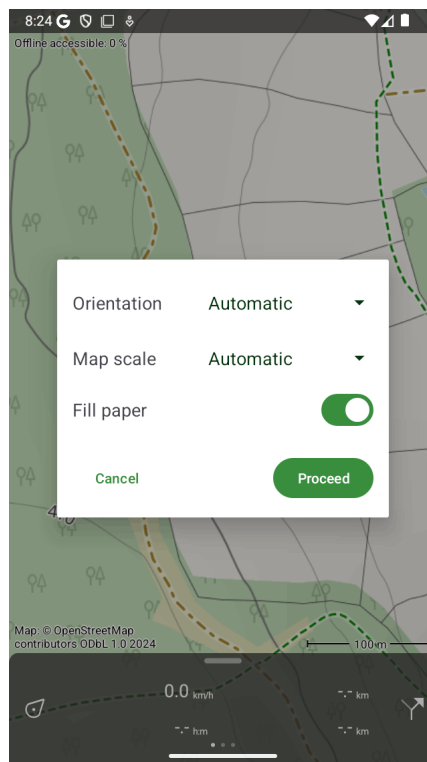 8:24
Offline accessible: 0 %
Orientation Automatic
Map scale Automatic
Fill paper
Cancel Proceed
Map: © OpenStreetMap
contributors ODbL 1.0 2024
100 m
0.0 km/h
-.- km
-:- h:m
-.- km